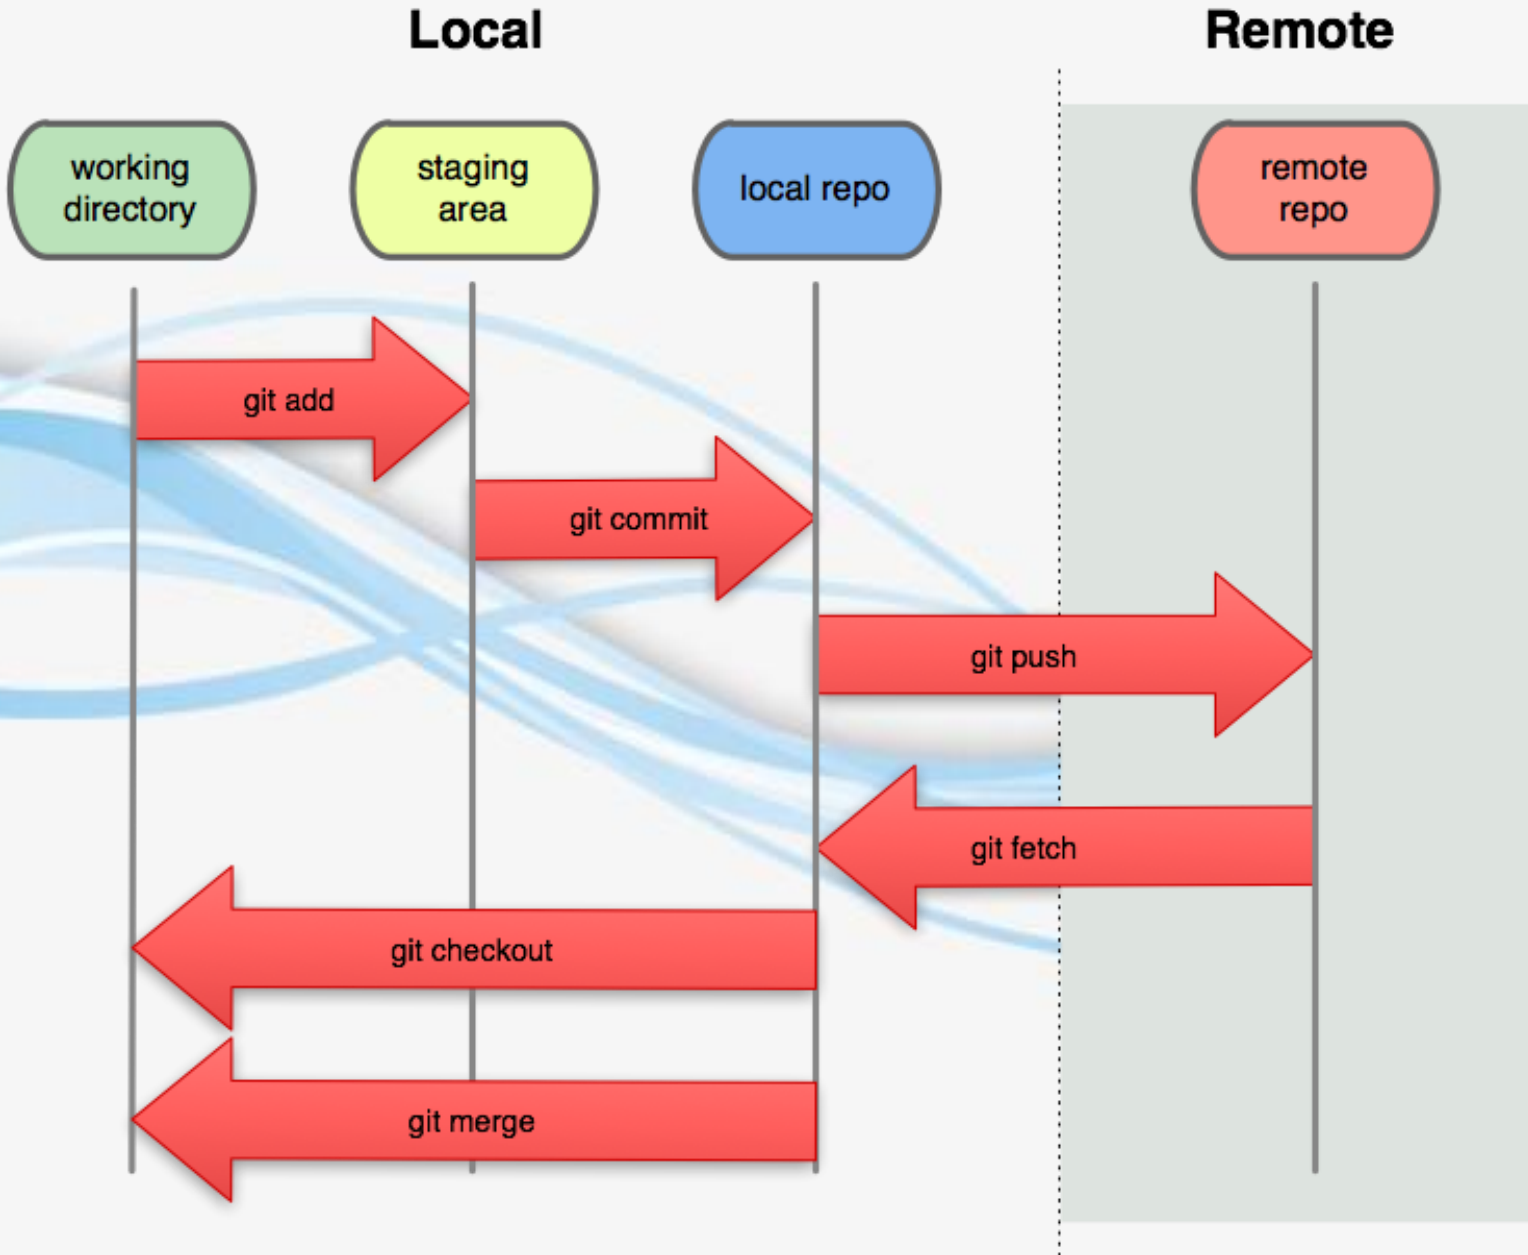 Local
Remote
working
directory
staging
area
local repo
remote
repo
git add
git commit
git push
git fetch
git checkout
git merge